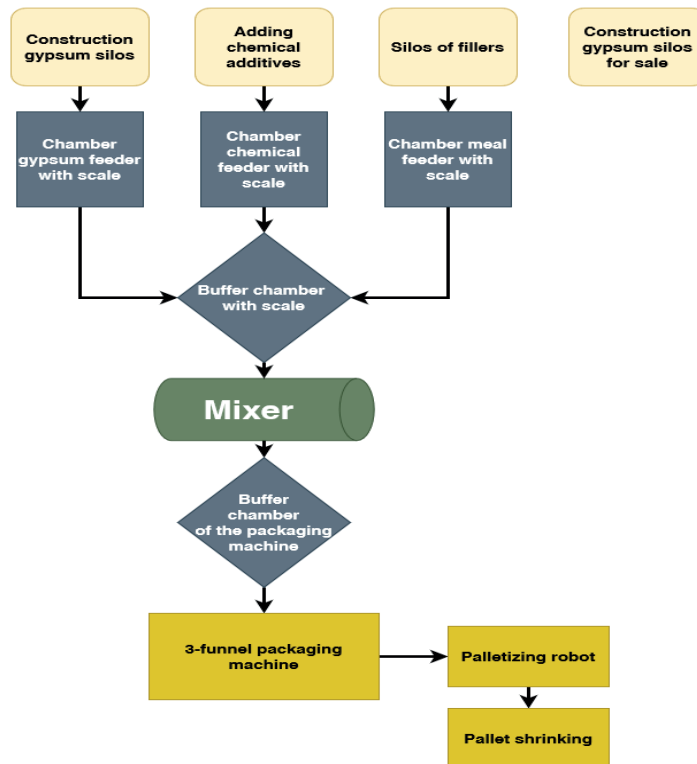 Construction
gypsum silos
Adding
chemical
additives
Silos of fillers
Construction
gypsum silos
for sale
Chamber
gypsum feeder
with scale
Chamber
chemical
feeder with
scale
Chamber meal
feeder with
scale
Buffer chamber
with scale
Mixer
Buffer
chamber
of the packaging
machine
3-funnel packaging
machine
Palletizing robot
Pallet shrinking